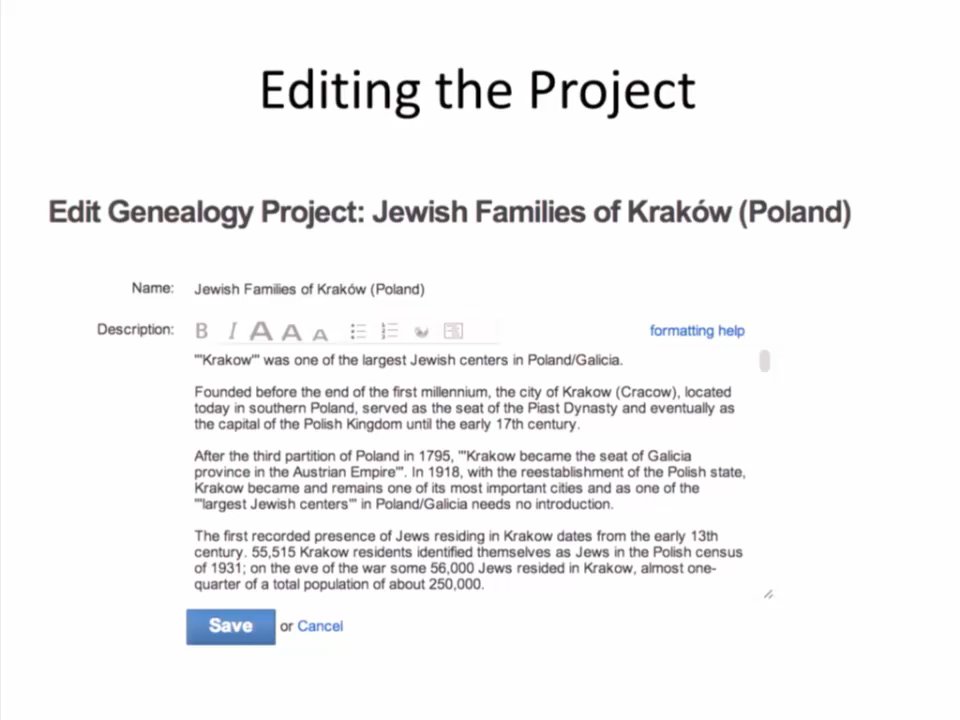 Editing the Project
Edit Genealogy Project: Jewish Families of Kraków (Poland)
Name: Jewish Families of Kraków (Poland)
Description: B I A A A formatting help
'''Krakow''' was one of the largest Jewish centers in Poland/Galicia.
Founded before the end of the first millennium, the city of Krakow (Cracow), located
today in southern Poland, served as the seat of the Piast Dynasty and eventually as
the capital of the Polish Kingdom until the early 17th century.
After the third partition of Poland in 1795, '''Krakow became the seat of Galicia
province in the Austrian Empire'''. In 1918, with the reestablishment of the Polish state,
Krakow became and remains one of its most important cities and as one of the
'''largest Jewish centers''' in Poland/Galicia needs no introduction.
The first recorded presence of Jews residing in Krakow dates from the early 13th
century. 55,515 Krakow residents identified themselves as Jews in the Polish census
of 1931; on the eve of the war some 56,000 Jews resided in Krakow, almost one-
quarter of a total population of about 250,000.
Save or Cancel